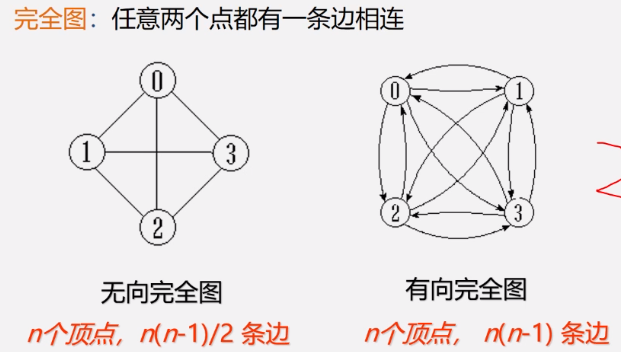 完全图：任意两个点都有一条边相连
0
1
3
2
0
1
2
3
无向完全图
有向完全图
n个顶点，n(n-1)/2 条边
n个顶点， n(n-1) 条边